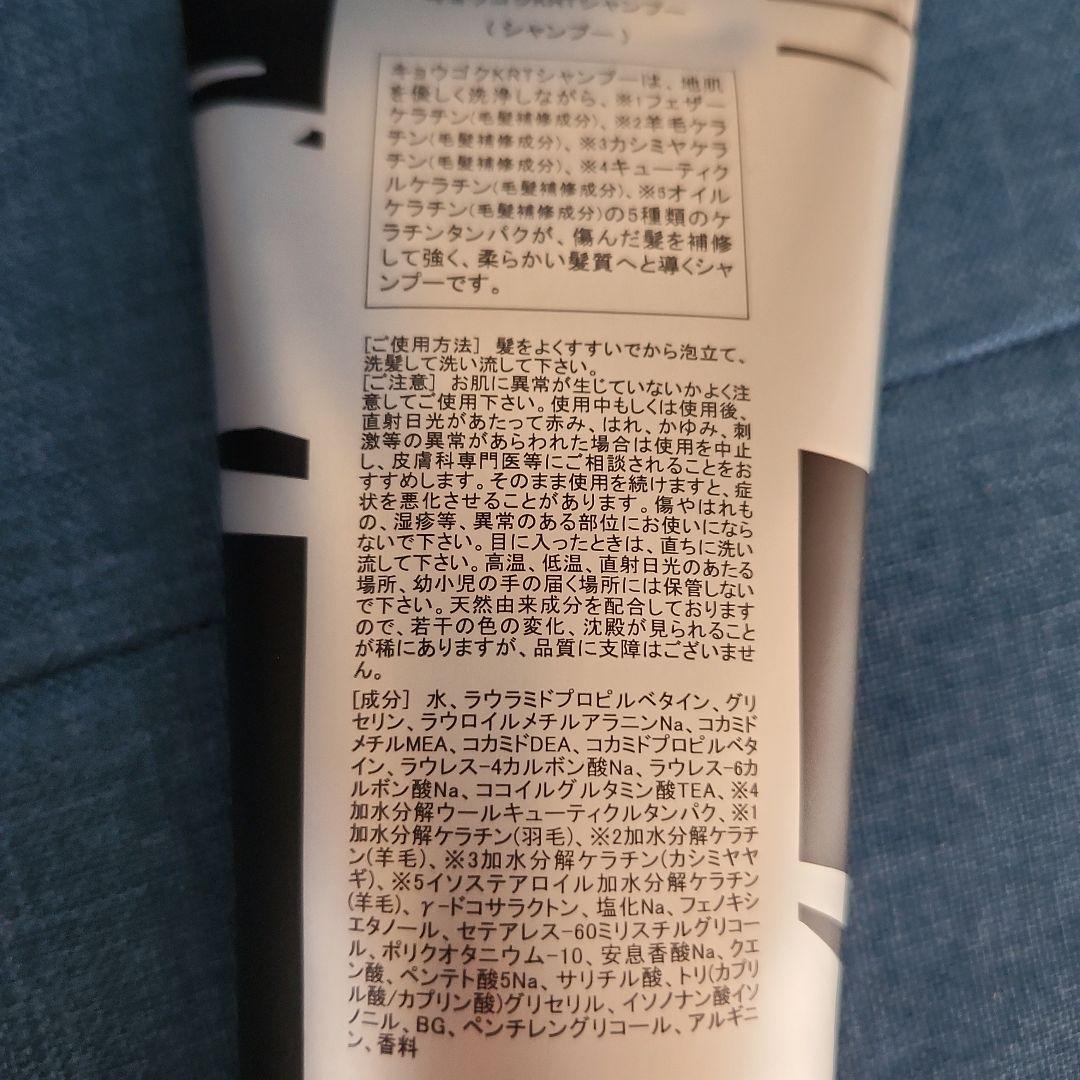 キョウゴクKRTシャンプー
(シャンプー)
キョウゴクKRTシャンプーは、地肌
を優しく洗浄しながら、※1フェザー
ケラチン(毛髪補修成分)、※2羊毛ケラ
チン(毛髪補修成分)、※3カシミヤケラ
チン(毛髪補修成分)、※4キューティク
ルケラチン(毛髪補修成分)、※5オイル
ケラチン(毛髪補修成分)の5種類のケ
ラチンタンパクが、傷んだ髪を補修
して強く、柔らかい髪質へと導くシャ
ンプーです。
[ご使用方法] 髪をよくすすいでから泡立て、
洗髪して洗い流して下さい。
[ご注意] お肌に異常が生じていないかよく注
意してご使用下さい。使用中もしくは使用後、
直射日光があたって赤み、はれ、かゆみ、刺
激等の異常があらわれた場合は使用を中止
し、皮膚科専門医等にご相談されることをお
すすめします。そのまま使用を続けますと、症
状を悪化させることがあります。傷やはれも
の、湿疹等、異常のある部位にお使いになら
ないで下さい。目に入ったときは、直ちに洗い
流して下さい。高温、低温、直射日光のあたる
場所、幼小児の手の届く場所には保管しない
で下さい。天然由来成分を配合しております
ので、若干の色の変化、沈殿が見られること
が稀にありますが、品質に支障はございませ
ん。
[成分] 水、ラウラミドプロピルベタイン、グリ
セリン、ラウロイルメチルアラニンNa、コカミド
メチルMEA、コカミドDEA、コカミドプロピルベタ
イン、ラウレス-4カルボン酸Na、ラウレス-6カ
ルボン酸Na、ココイルグルタミン酸TEA、※4
加水分解ウールキューティクルタンパク、※1
加水分解ケラチン(羽毛)、※2加水分解ケラチ
ン(羊毛)、※3加水分解ケラチン(カシミヤヤ
ギ)、※5イソステアロイル加水分解ケラチン
(羊毛)、γ-ドコサラクトン、塩化Na、フェノキシ
エタノール、セテアレス-60ミリスチルグリコー
ル、ポリクオタニウム-10、安息香酸Na、クエ
ン酸、ペンテト酸5Na、サリチル酸、トリ(カプリ
ル酸/カプリン酸)グリセリル、イソノナン酸イソ
ノニル、BG、ペンチレングリコール、アルギニ
ン、香料